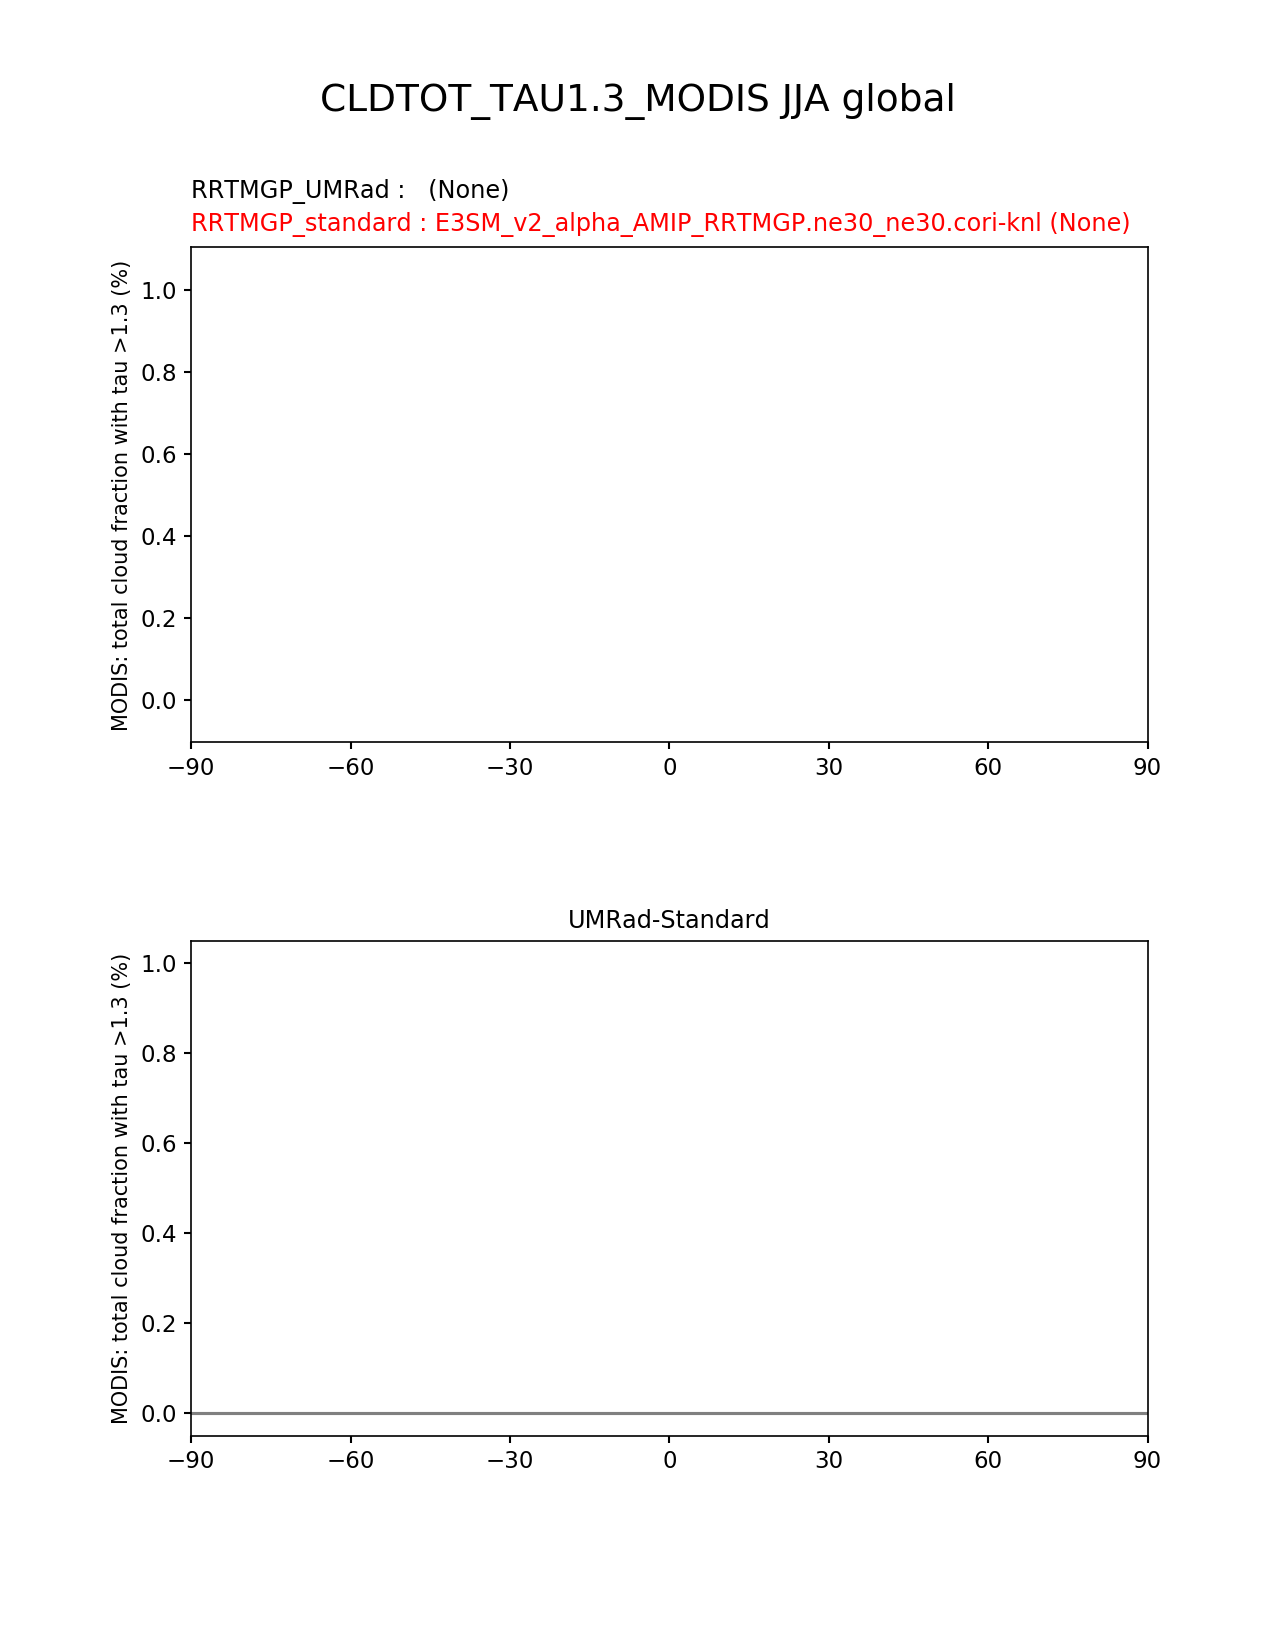 CLDTOT_TAU1.3_MODIS JJA global
RRTMGP_UMRad :   (None)
RRTMGP_standard : E3SM_v2_alpha_AMIP_RRTMGP.ne30_ne30.cori-knl (None)
MODIS: total cloud fraction with tau >1.3 (%)
1.0
0.8
0.6
0.4
0.2
0.0
−90 −60 −30 0 30 60 90
UMRad-Standard
MODIS: total cloud fraction with tau >1.3 (%)
1.0
0.8
0.6
0.4
0.2
0.0
−90 −60 −30 0 30 60 90